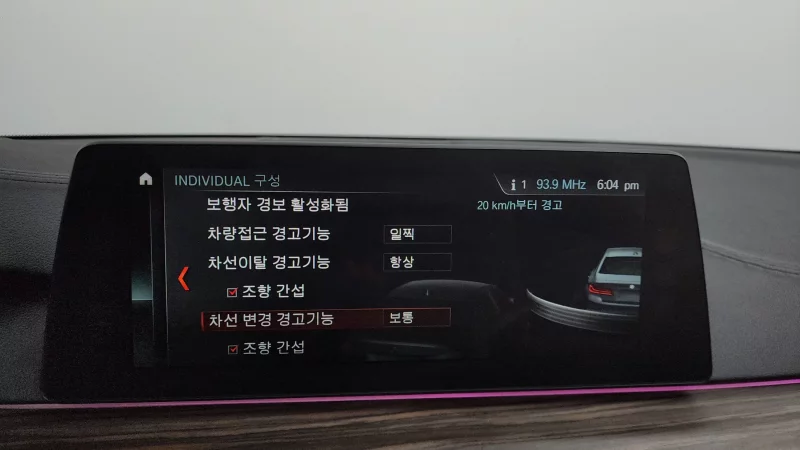 INDIVIDUAL 구성
i 1 93.9 MHz 6:04 pm
보행자 경보 활성화됨
20 km/h부터 경고
차량접근 경고기능 일찍
차선이탈 경고기능 항상
조향 간섭
차선 변경 경고기능 보통
조향 간섭